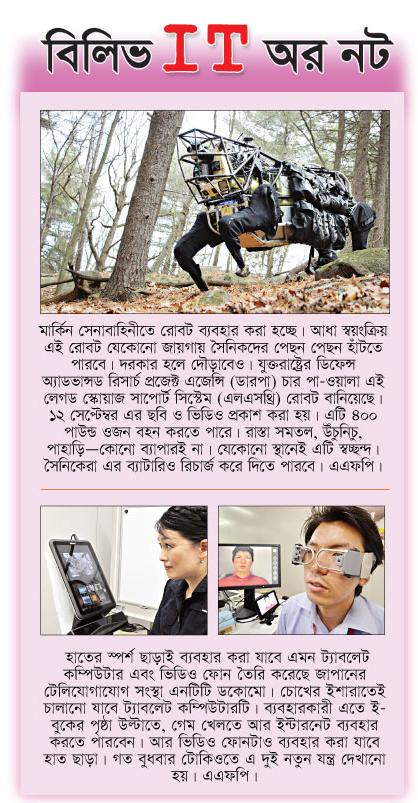 বিলিভ IT অর নট
মার্কিন সেনাবাহিনীতে রোবট ব্যবহার করা হচ্ছে। আধা স্বয়ংক্রিয়
এই রোবট যেকোনো জায়গায় সৈনিকদের পেছন পেছন হাঁটতে
পারবে। দরকার হলে দৌড়াবেও। যুক্তরাষ্ট্রের ডিফেন্স
অ্যাডভান্সড রিসার্চ প্রজেক্ট এজেন্সি (ডারপা) চার পা-ওয়ালা এই
লেগড স্কোয়াজ সাপোর্ট সিস্টেম (এলএসথ্রি) রোবট বানিয়েছে।
১২ সেপ্টেম্বর এর ছবি ও ভিডিও প্রকাশ করা হয়। এটি ৪০০
পাউন্ড ওজন বহন করতে পারে। রাস্তা সমতল, উঁচুনিচু,
পাহাড়ি—কোনো ব্যাপারই না। যেকোনো স্থানেই এটি স্বচ্ছন্দ।
সৈনিকেরা এর ব্যাটারিও রিচার্জ করে দিতে পারবে। এএফপি।
হাতের স্পর্শ ছাড়াই ব্যবহার করা যাবে এমন ট্যাবলেট
কম্পিউটার এবং ভিডিও ফোন তৈরি করেছে জাপানের
টেলিযোগাযোগ সংস্থা এনটিটি ডকোমো। চোখের ইশারাতেই
চালানো যাবে ট্যাবলেট কম্পিউটারটি। ব্যবহারকারী এতে ই-
বুকের পৃষ্ঠা উল্টাতে, গেম খেলতে আর ইন্টারনেট ব্যবহার
করতে পারবেন। আর ভিডিও ফোনটাও ব্যবহার করা যাবে
হাত ছাড়া। গত বুধবার টোকিওতে এ দুই নতুন যন্ত্র দেখানো
হয়। এএফপি।